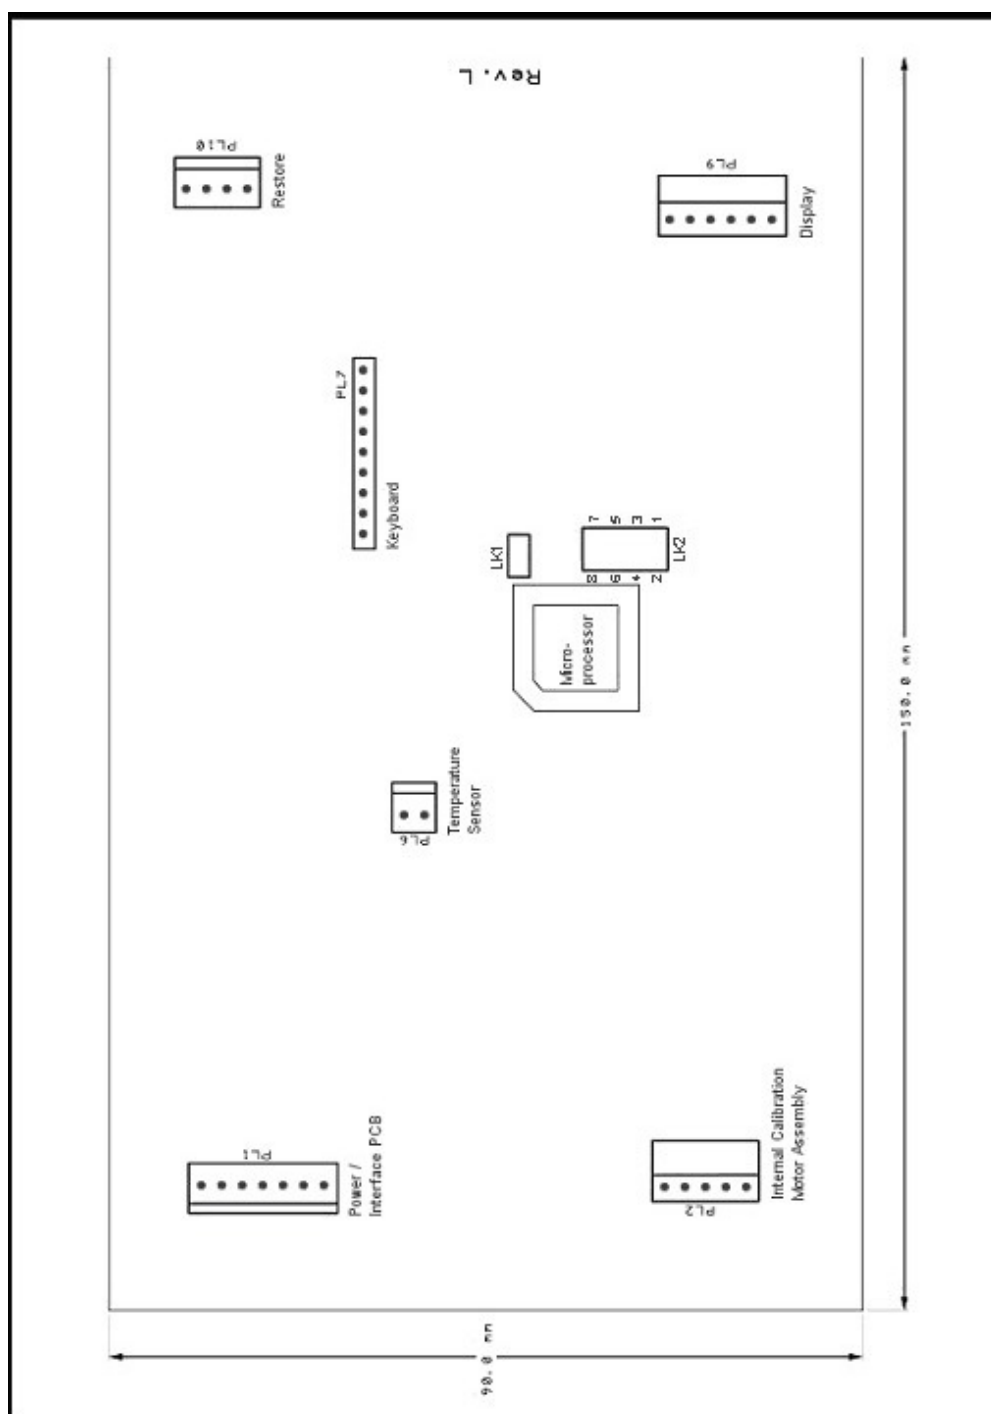 Rev.L
PL10
Restore
PL9
Display
PL7
Keyboard
LK1
7 5 3 1
8 6 4 2
LK2
Micro-
processor
Temperature
Sensor
PL6
PL1
Power /
Interface PCB
Internal Calibration
Motor Assembly
PL2
150.0 mm
90.0 mm